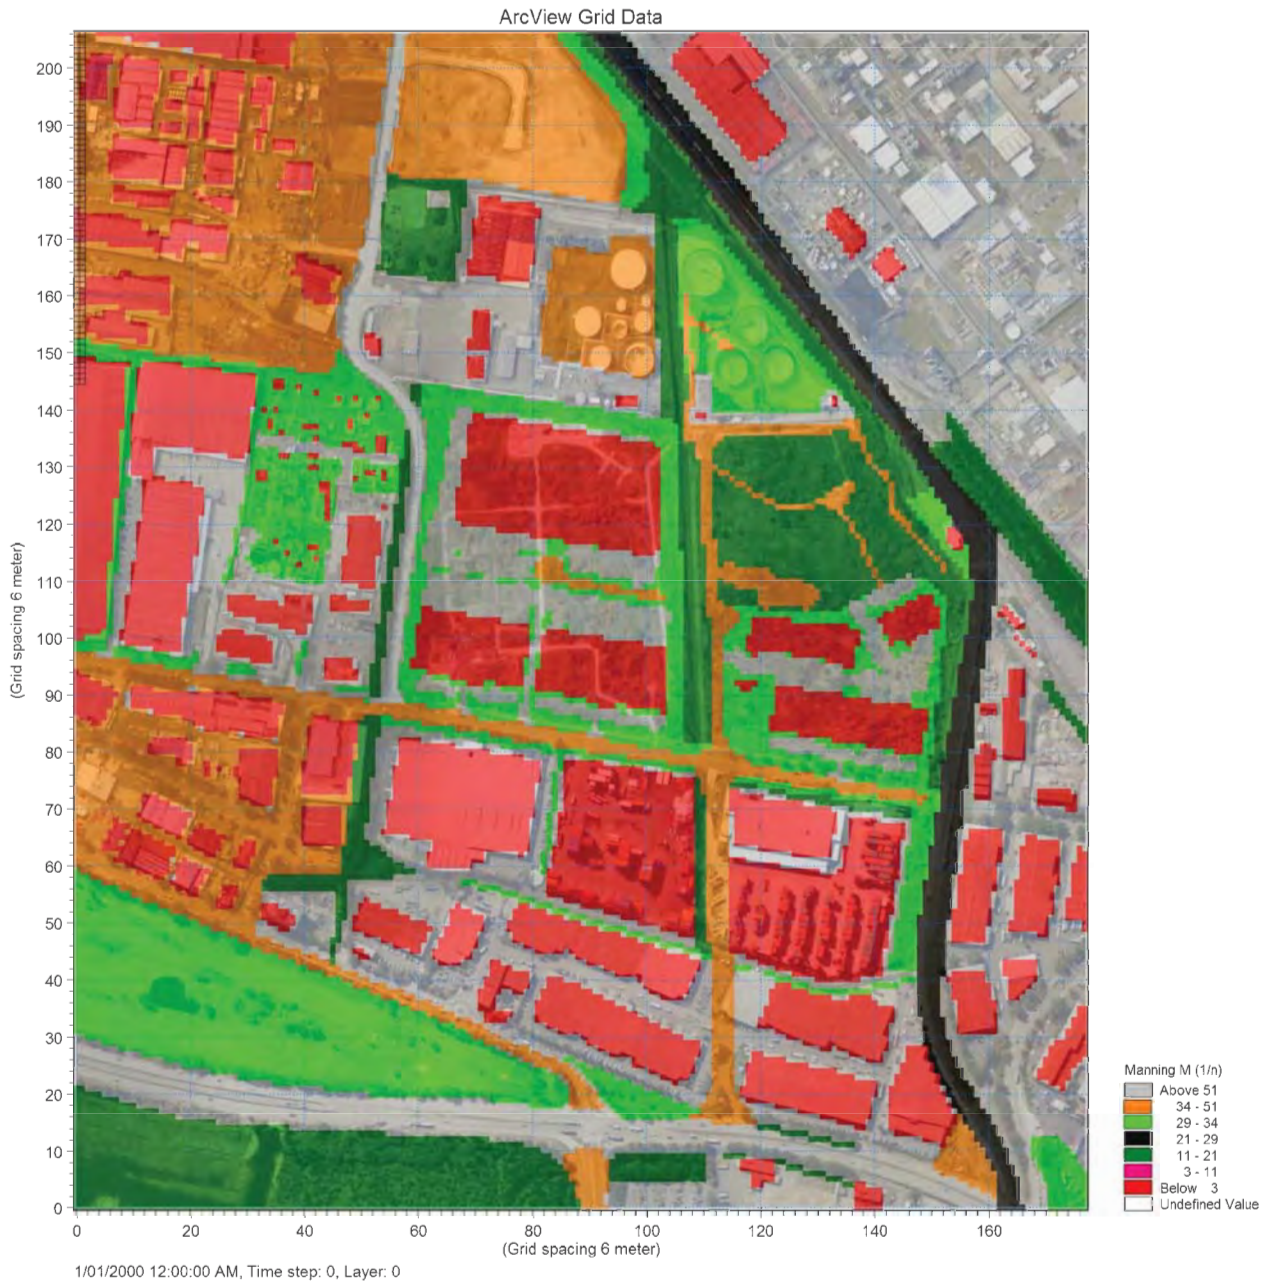 ArcView Grid Data
200
190
180
170
160
150
140
130
120
110
100
90
80
70
60
50
40
30
20
10
0
(Grid spacing 6 meter)
0 20 40 60 80 100 120 140 160
(Grid spacing 6 meter)
1/01/2000 12:00:00 AM, Time step: 0, Layer: 0
Manning M (1/n)
Above 51
34 - 51
29 - 34
21 - 29
11 - 21
3 - 11
Below 3
Undefined Value